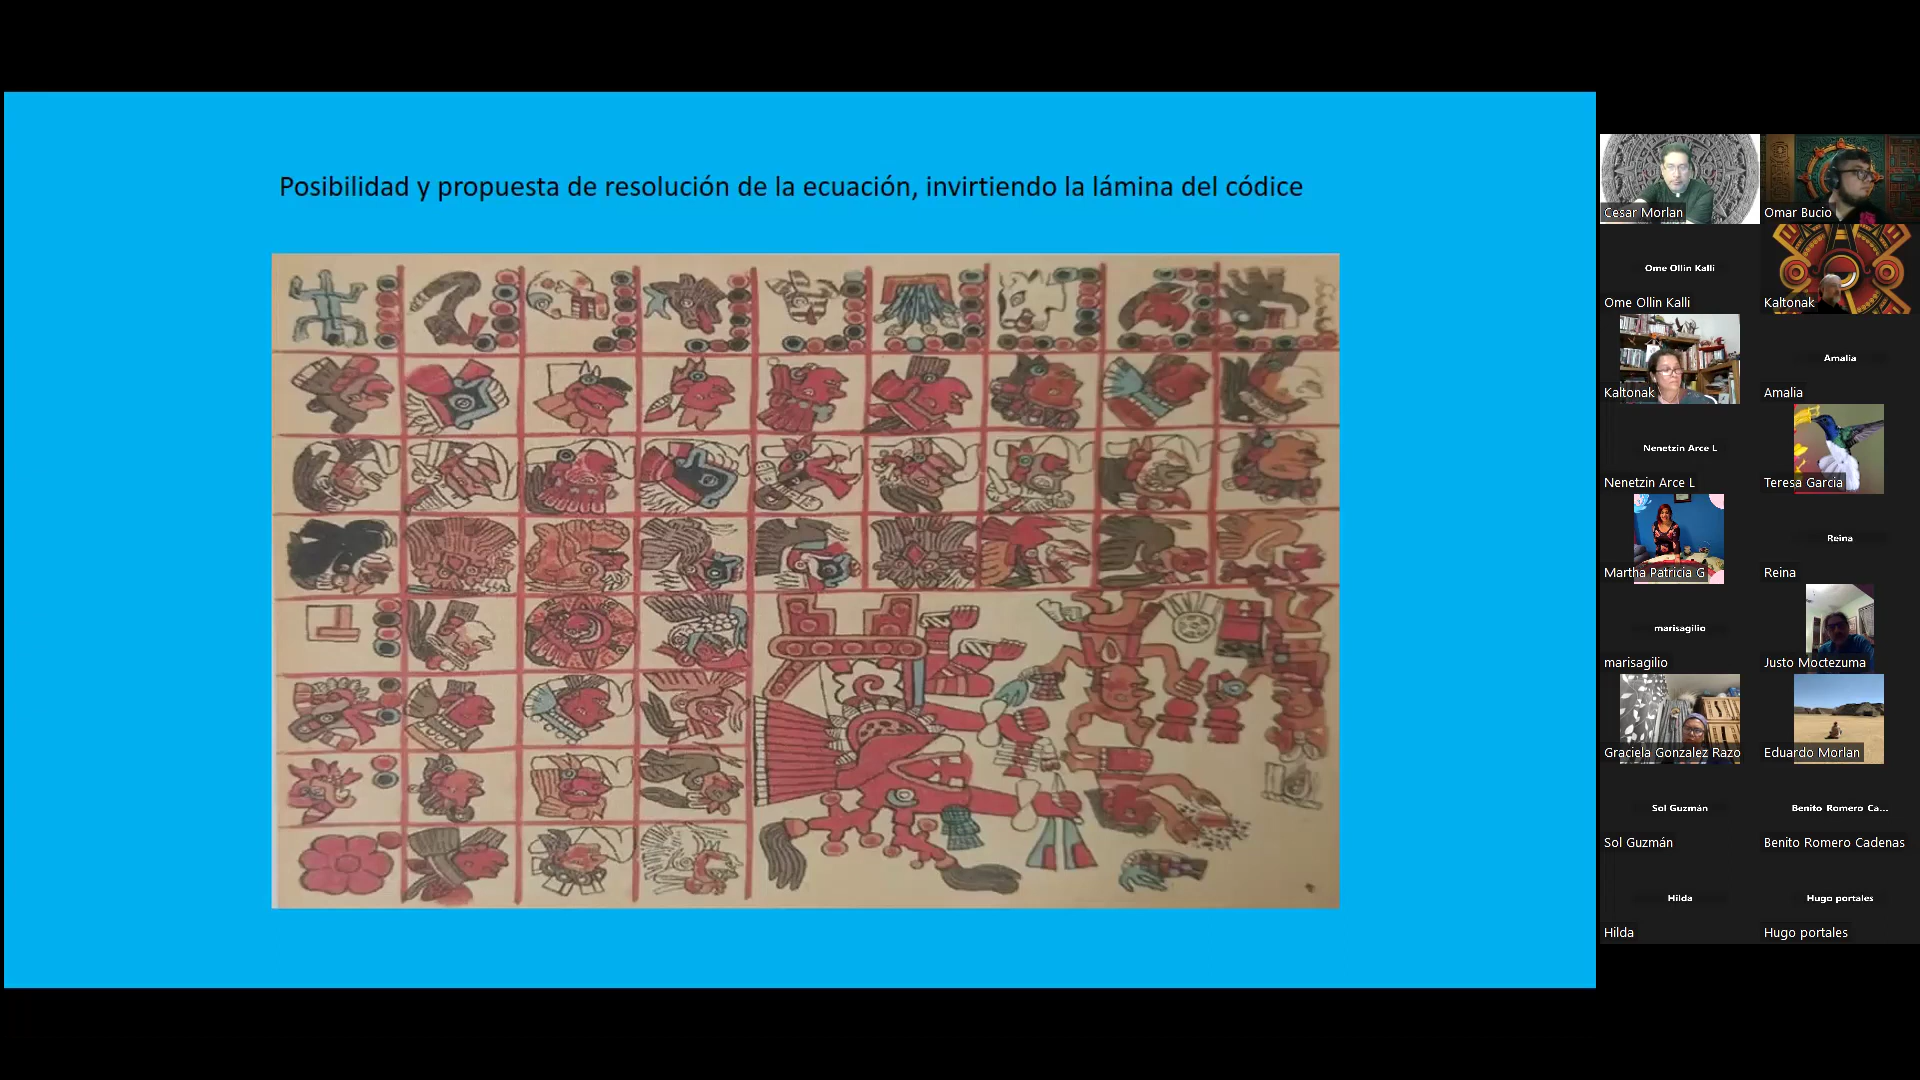 Posibilidad y propuesta de resolución de la ecuación, invirtiendo la lámina del códice
Cesar Morlan
Omar Bucio
Ome Ollin Kalli
Ome Ollin Kalli
Kaltonak
Kaltonak
Amalia
Amalia
Nenetzin Arce L
Nenetzin Arce L
Teresa Garcia
Martha Patricia G
Reina
Reina
marisagilio
marisagilio
Justo Moctezuma
Graciela Gonzalez Razo
Eduardo Morlan
Sol Guzmán
Sol Guzmán
Benito Romero Ca...
Benito Romero Cadenas
Hilda
Hilda
Hugo portales
Hugo portales